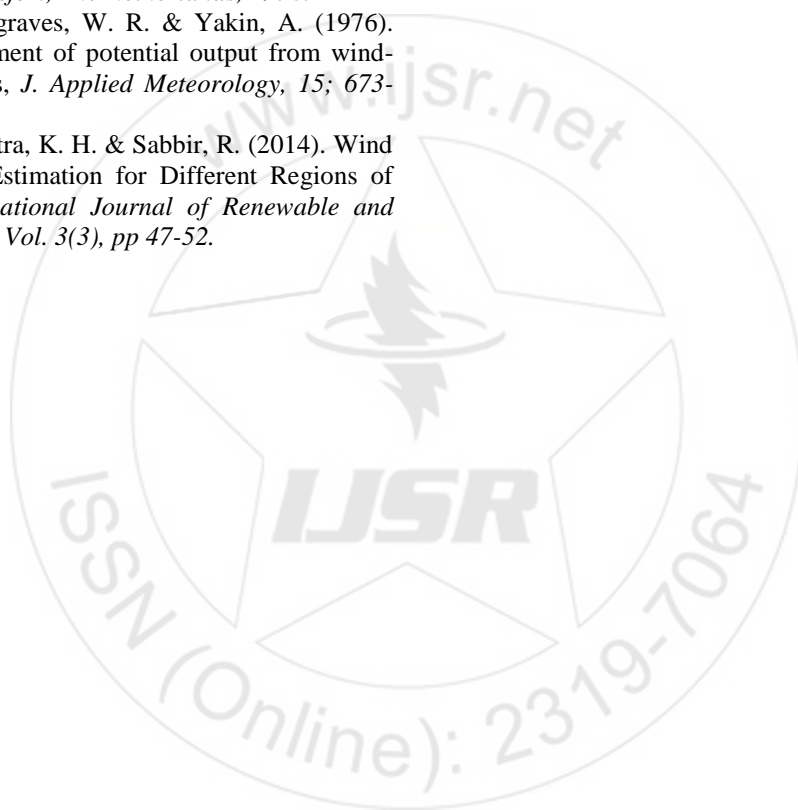 graves, W. R. & Yakin, A. (1976).
ment of potential output from wind-
s, J. Applied Meteorology, 15; 673-
tra, K. H. & Sabbir, R. (2014). Wind
Estimation for Different Regions of
ational Journal of Renewable and
Vol. 3(3), pp 47-52.
www.ijsr.net
IJSR
ISSN (Online): 2319-7064